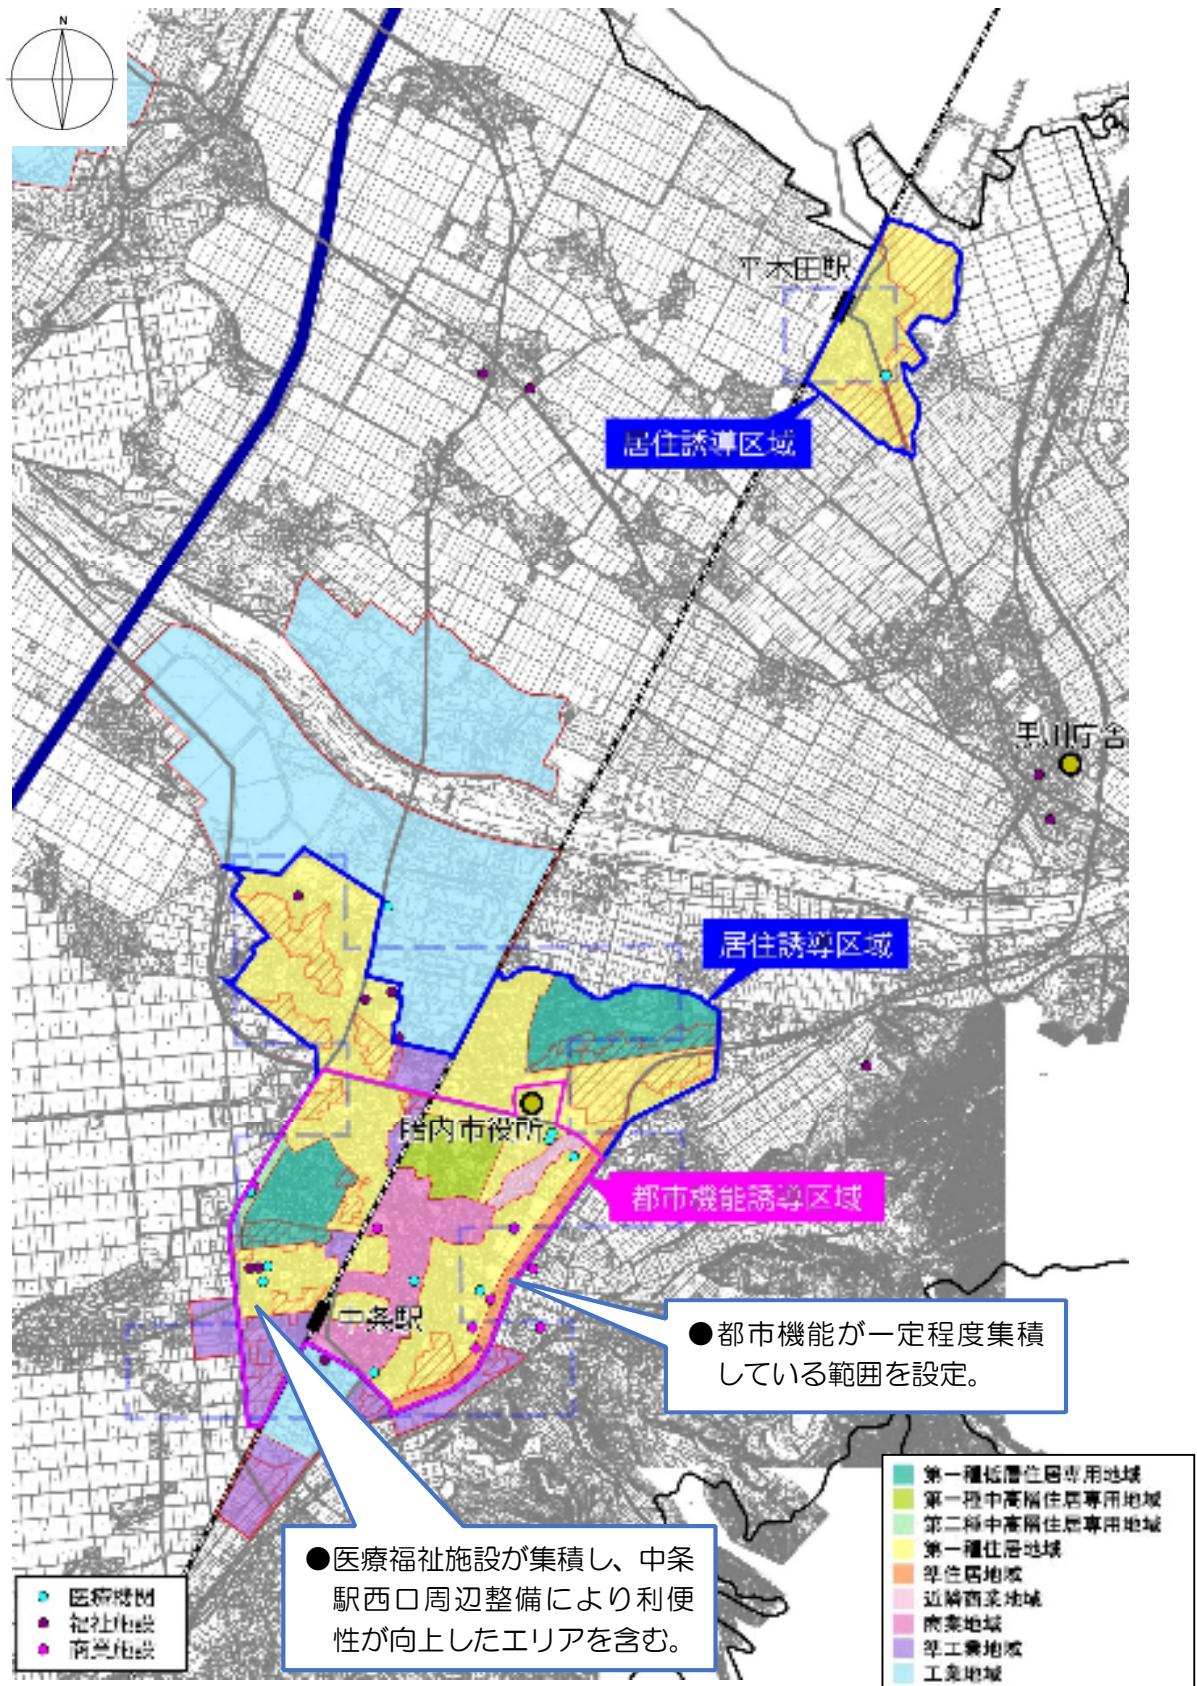 N
平木田駅
居住誘導区域
黒川庁舎
居住誘導区域
胎内市役所
都市機能誘導区域
中条駅
●都市機能が一定程度集積
している範囲を設定。
●医療福祉施設が集積し、中条
駅西口周辺整備により利便
性が向上したエリアを含む。
医療機関
福祉施設
商業施設
第一種低層住居専用地域
第一種中高層住居専用地域
第二種中高層住居専用地域
第一種住居地域
準住居地域
近隣商業地域
商業地域
準工業地域
工業地域